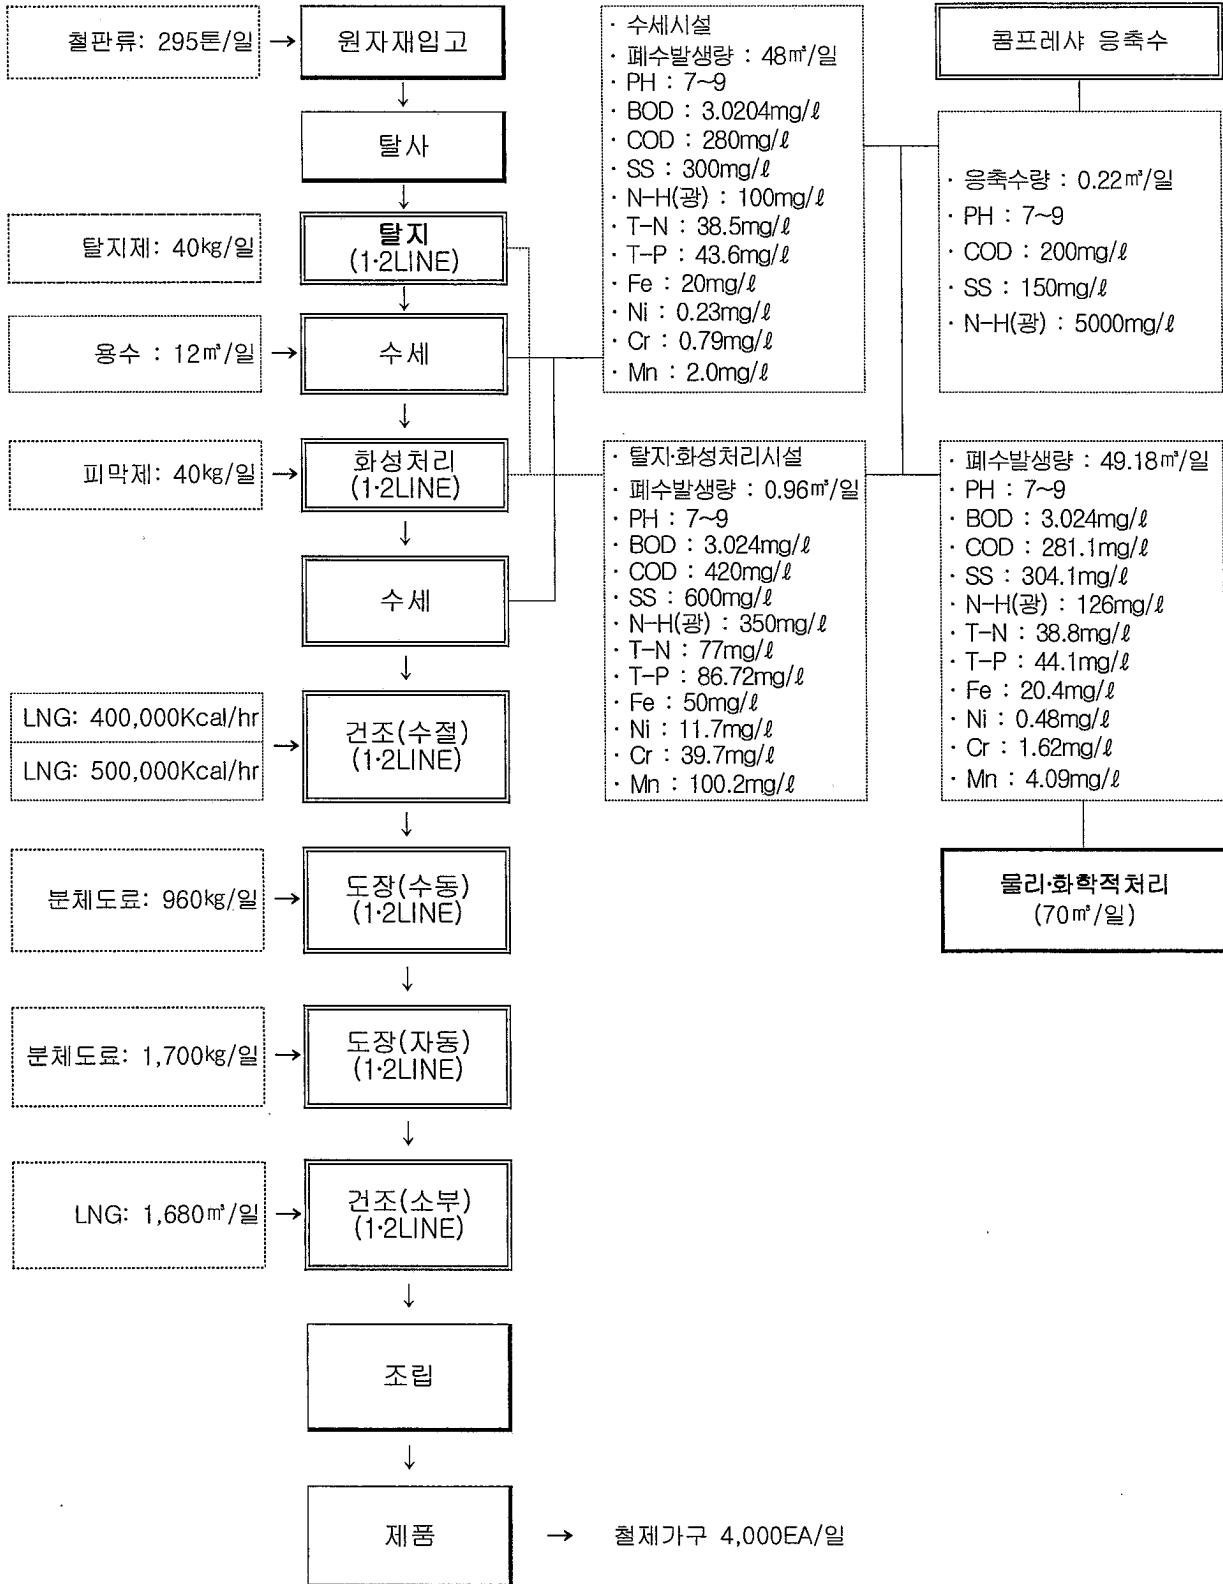 철판류: 295톤/일 → 원자재입고
↓
탈사
↓
탈지제: 40kg/일
탈지
(1·2LINE)
↓
용수 : 12㎥/일 → 수세
↓
피막제: 40kg/일 →
화성처리
(1·2LINE)
↓
수세
↓
LNG: 400,000Kcal/hr
LNG: 500,000Kcal/hr
→
건조(수절)
(1·2LINE)
↓
분체도료: 960kg/일 →
도장(수동)
(1·2LINE)
↓
분체도료: 1,700kg/일 →
도장(자동)
(1·2LINE)
↓
LNG: 1,680㎥/일 →
건조(소부)
(1·2LINE)
↓
조립
↓
제품 → 철제가구 4,000EA/일
· 수세시설
· 폐수발생량 : 48㎥/일
· PH : 7~9
· BOD : 3.0204mg/ℓ
· COD : 280mg/ℓ
· SS : 300mg/ℓ
· N-H(광) : 100mg/ℓ
· T-N : 38.5mg/ℓ
· T-P : 43.6mg/ℓ
· Fe : 20mg/ℓ
· Ni : 0.23mg/ℓ
· Cr : 0.79mg/ℓ
· Mn : 2.0mg/ℓ
· 탈지·화성처리시설
· 폐수발생량 : 0.96㎥/일
· PH : 7~9
· BOD : 3.024mg/ℓ
· COD : 420mg/ℓ
· SS : 600mg/ℓ
· N-H(광) : 350mg/ℓ
· T-N : 77mg/ℓ
· T-P : 86.72mg/ℓ
· Fe : 50mg/ℓ
· Ni : 11.7mg/ℓ
· Cr : 39.7mg/ℓ
· Mn : 100.2mg/ℓ
콤프레샤 응축수
· 응축수량 : 0.22㎥/일
· PH : 7~9
· COD : 200mg/ℓ
· SS : 150mg/ℓ
· N-H(광) : 5000mg/ℓ
· 폐수발생량 : 49.18㎥/일
· PH : 7~9
· BOD : 3.024mg/ℓ
· COD : 281.1mg/ℓ
· SS : 304.1mg/ℓ
· N-H(광) : 126mg/ℓ
· T-N : 38.8mg/ℓ
· T-P : 44.1mg/ℓ
· Fe : 20.4mg/ℓ
· Ni : 0.48mg/ℓ
· Cr : 1.62mg/ℓ
· Mn : 4.09mg/ℓ
물리·화학적처리
(70㎥/일)